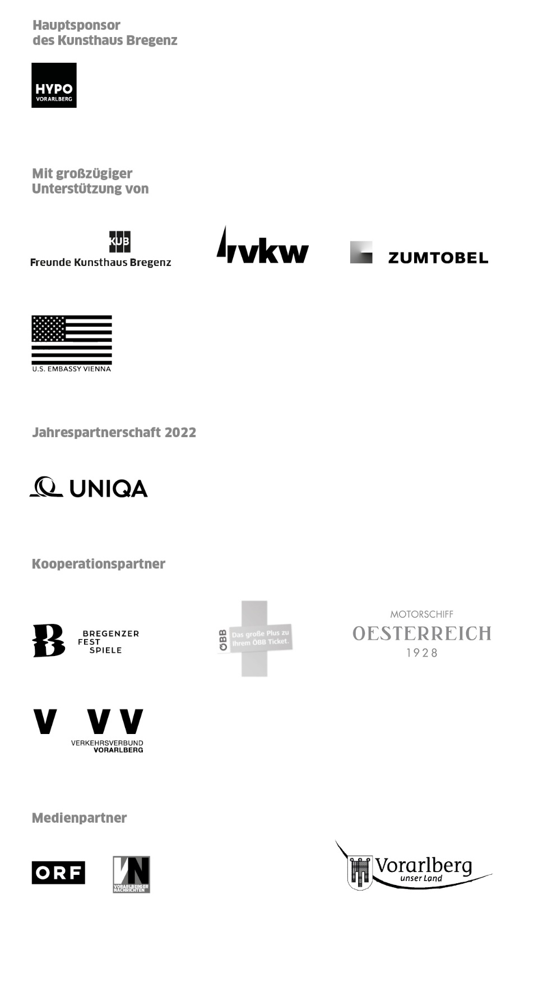 Hauptsponsor
des Kunsthaus Bregenz
HYPO
VORARLBERG
Mit großzügiger
Unterstützung von
KUB
Freunde Kunsthaus Bregenz
vkw
ZUMTOBEL
U.S. EMBASSY VIENNA
Jahrespartnerschaft 2022
UNIQA
Kooperationspartner
B
BREGENZER
FEST
SPIELE
ÖBB
Das große Plus zu
Ihrem ÖBB Ticket.
MOTORSCHIFF
OESTERREICH
1928
V VV
VERKEHRSVERBUND
VORARLBERG
Medienpartner
ORF
VN
VORARLBERGER
NACHRICHTEN
Vorarlberg
unser Land